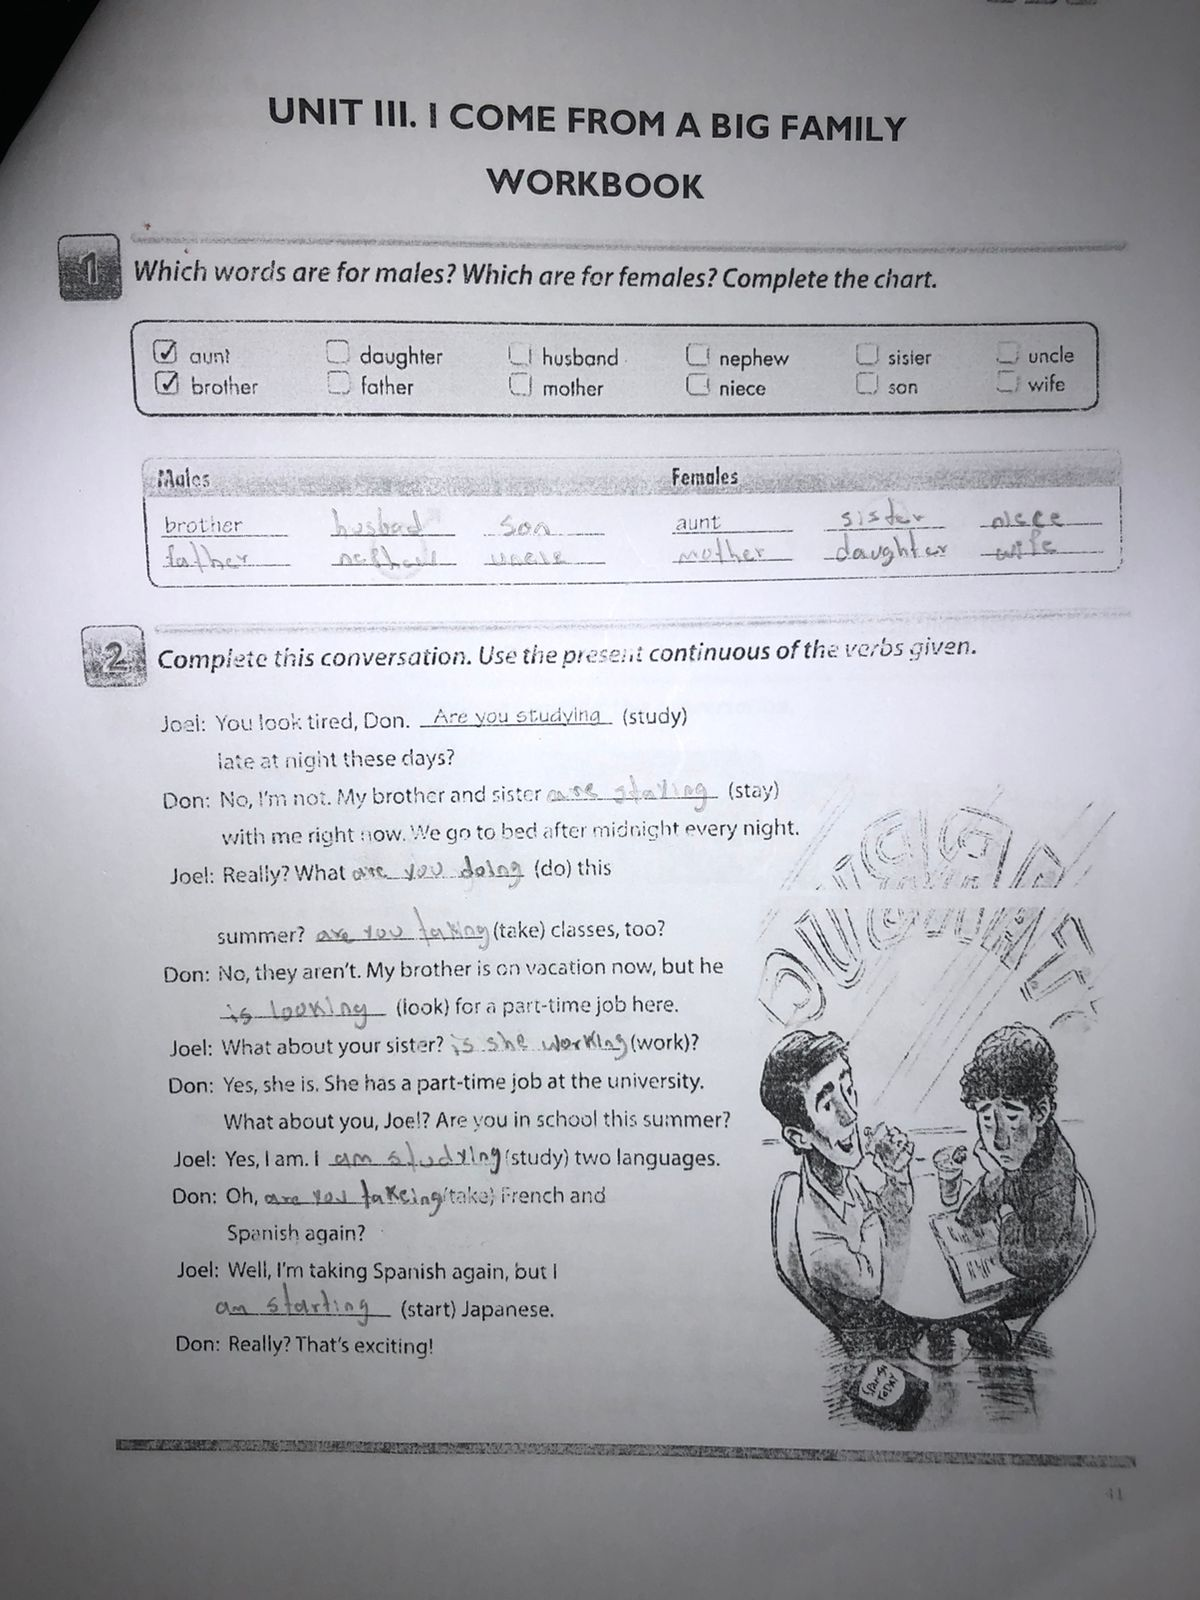 UNIT III. I COME FROM A BIG FAMILY
WORKBOOK
1 Which words are for males? Which are for females? Complete the chart.
aunt daughter husband nephew sister uncle
brother father mother niece son wife
Males Females
brother husbad son aunt sister niece
father uncle mother daughter wife
2 Complete this conversation. Use the present continuous of the verbs given.
Joel: You look tired, Don. Are you studying (study)
late at night these days?
Don: No, I'm not. My brother and sister are staying (stay)
with me right now. We go to bed after midnight every night.
Joel: Really? What are you doing (do) this
summer? are you taking (take) classes, too?
Don: No, they aren't. My brother is on vacation now, but he
is looking (look) for a part-time job here.
Joel: What about your sister? is she working (work)?
Don: Yes, she is. She has a part-time job at the university.
What about you, Joel? Are you in school this summer?
Joel: Yes, I am. I am studying (study) two languages.
Don: Oh, are you takeing (take) French and
Spanish again?
Joel: Well, I'm taking Spanish again, but I
am starting (start) Japanese.
Don: Really? That's exciting!
SPANISH
TODAY
41